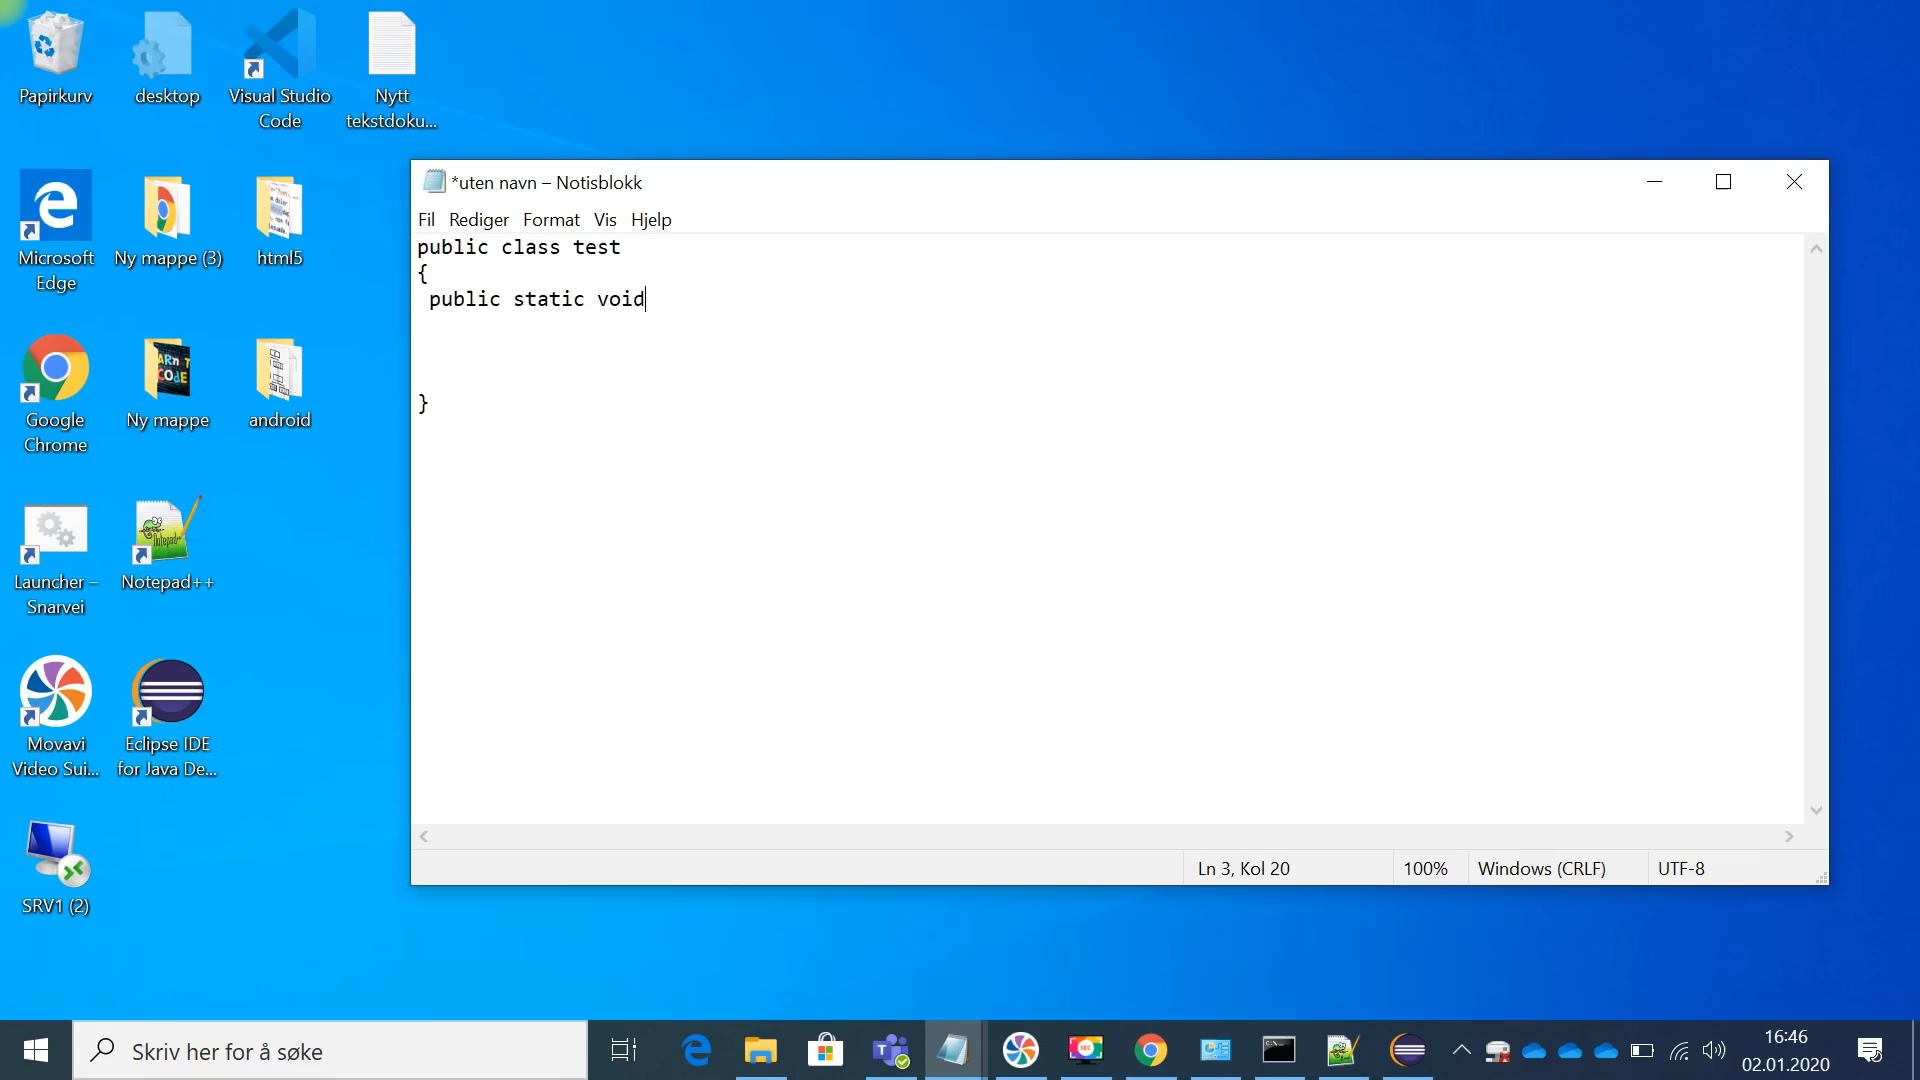 Papirkurv
desktop
Visual Studio
Code
Nytt
tekstdoku...
Microsoft
Edge
Ny mappe (3)
html5
Google
Chrome
Ny mappe
android
Launcher –
Snarvei
Notepad++
Movavi
Video Sui...
Eclipse IDE
for Java De...
SRV1 (2)
*uten navn – Notisblokk
Fil Rediger Format Vis Hjelp
public class test
{
 public static void
}
Ln 3, Kol 20
100%
Windows (CRLF)
UTF-8
Skriv her for å søke
16:46
02.01.2020